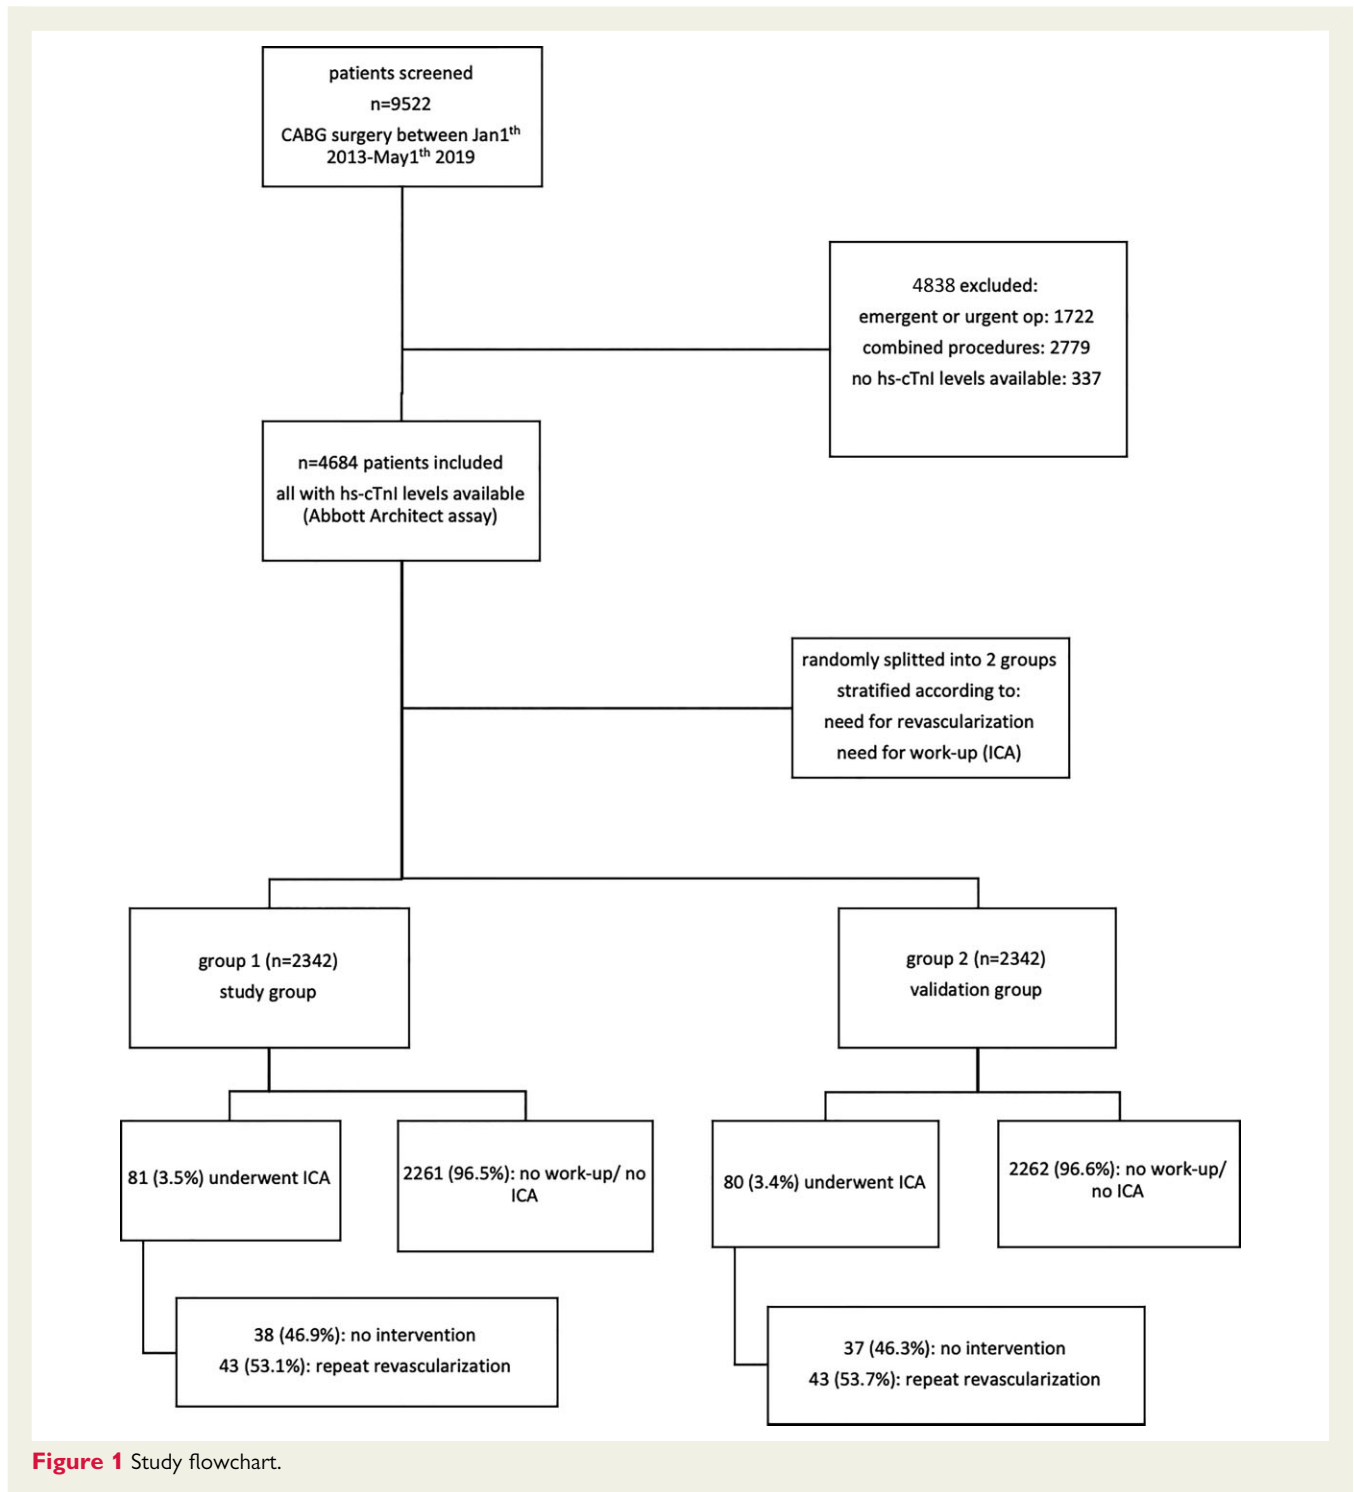 patients screened
n=9522
CABG surgery between Jan1th
2013-May1th 2019
4838 excluded:
emergent or urgent op: 1722
combined procedures: 2779
no hs-cTnI levels available: 337
n=4684 patients included
all with hs-cTnI levels available
(Abbott Architect assay)
randomly splitted into 2 groups
stratified according to:
need for revascularization
need for work-up (ICA)
group 1 (n=2342)
study group
group 2 (n=2342)
validation group
81 (3.5%) underwent ICA
2261 (96.5%): no work-up/ no
ICA
80 (3.4%) underwent ICA
2262 (96.6%): no work-up/
no ICA
38 (46.9%): no intervention
43 (53.1%): repeat revascularization
37 (46.3%): no intervention
43 (53.7%): repeat revascularization
Figure 1 Study flowchart.